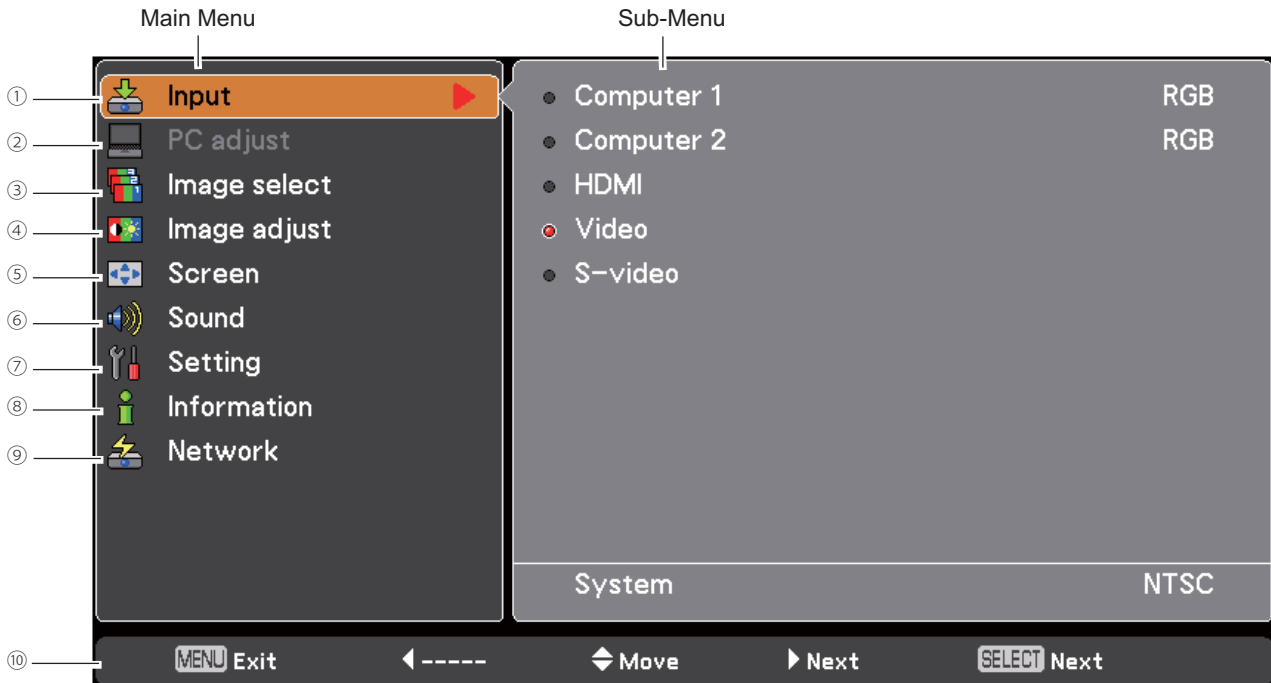 Main Menu
Sub-Menu
① Input
② PC adjust
③ Image select
④ Image adjust
⑤ Screen
⑥ Sound
⑦ Setting
⑧ Information
⑨ Network
Computer 1 RGB
Computer 2 RGB
HDMI
Video
S-video
System NTSC
⑩ MENU Exit ----- Move Next SELECT Next